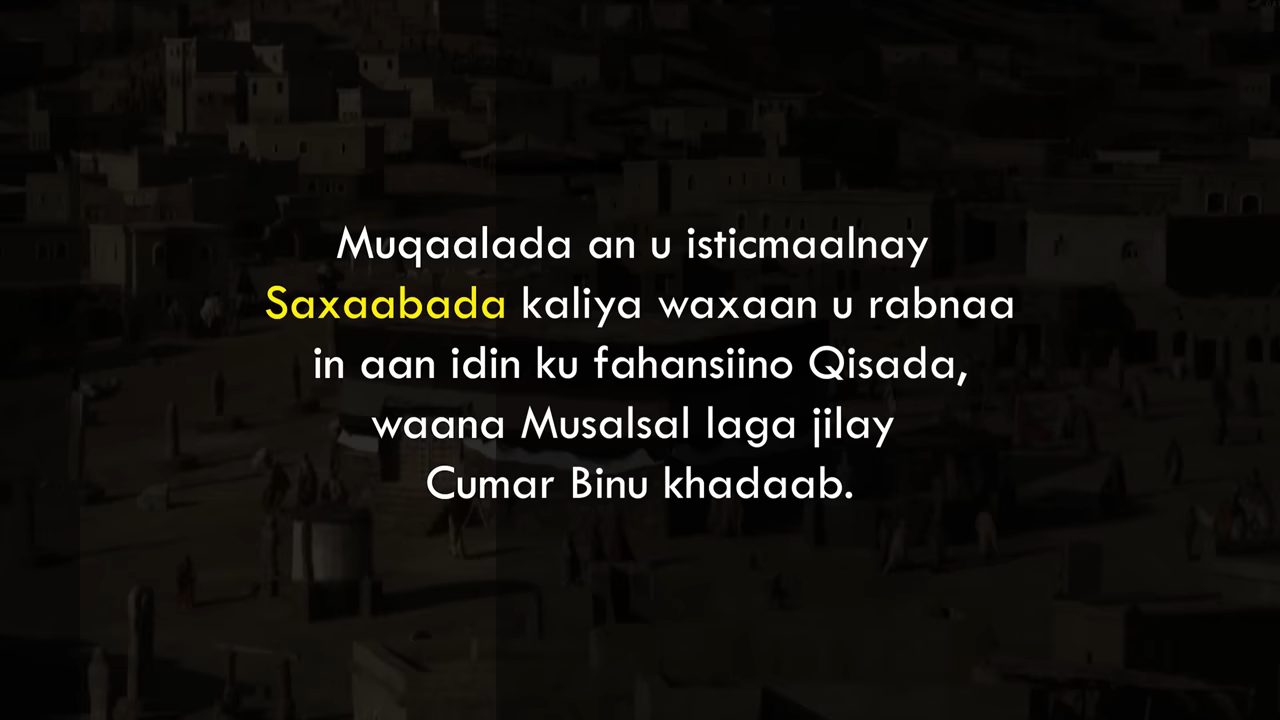 Muqaalada an u isticmaalnay
Saxaabada kaliya waxaan u rabnaa
in aan idin ku fahansiino Qisada,
waana Musalsal laga jilay
Cumar Binu khadaab.